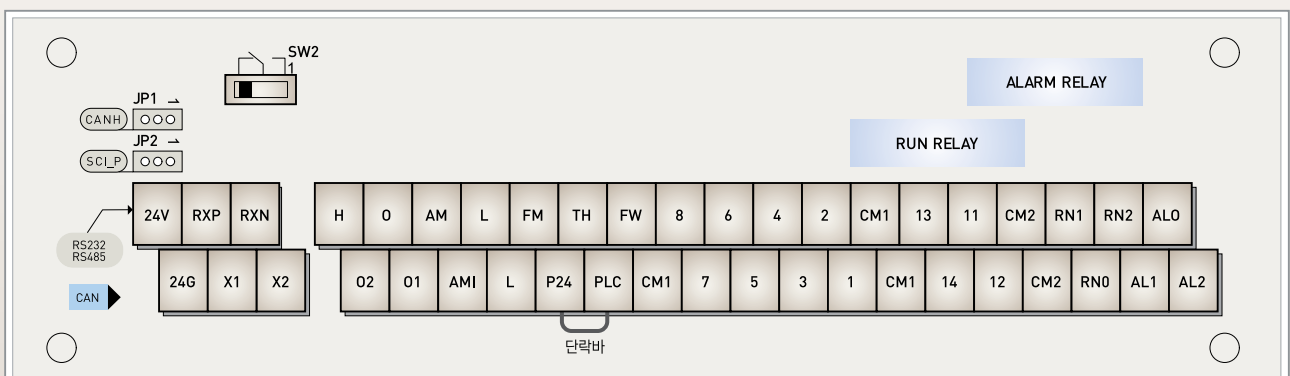 SW2
1
ALARM RELAY
JP1
CANH
RUN RELAY
JP2
SCI_P
24V RXP RXN H O AM L FM TH FW 8 6 4 2 CM1 13 11 CM2 RN1 RN2 AL0
RS232
RS485
24G X1 X2 O2 O1 AMI L P24 PLC CM1 7 5 3 1 CM1 14 12 CM2 RN0 AL1 AL2
CAN
단락바